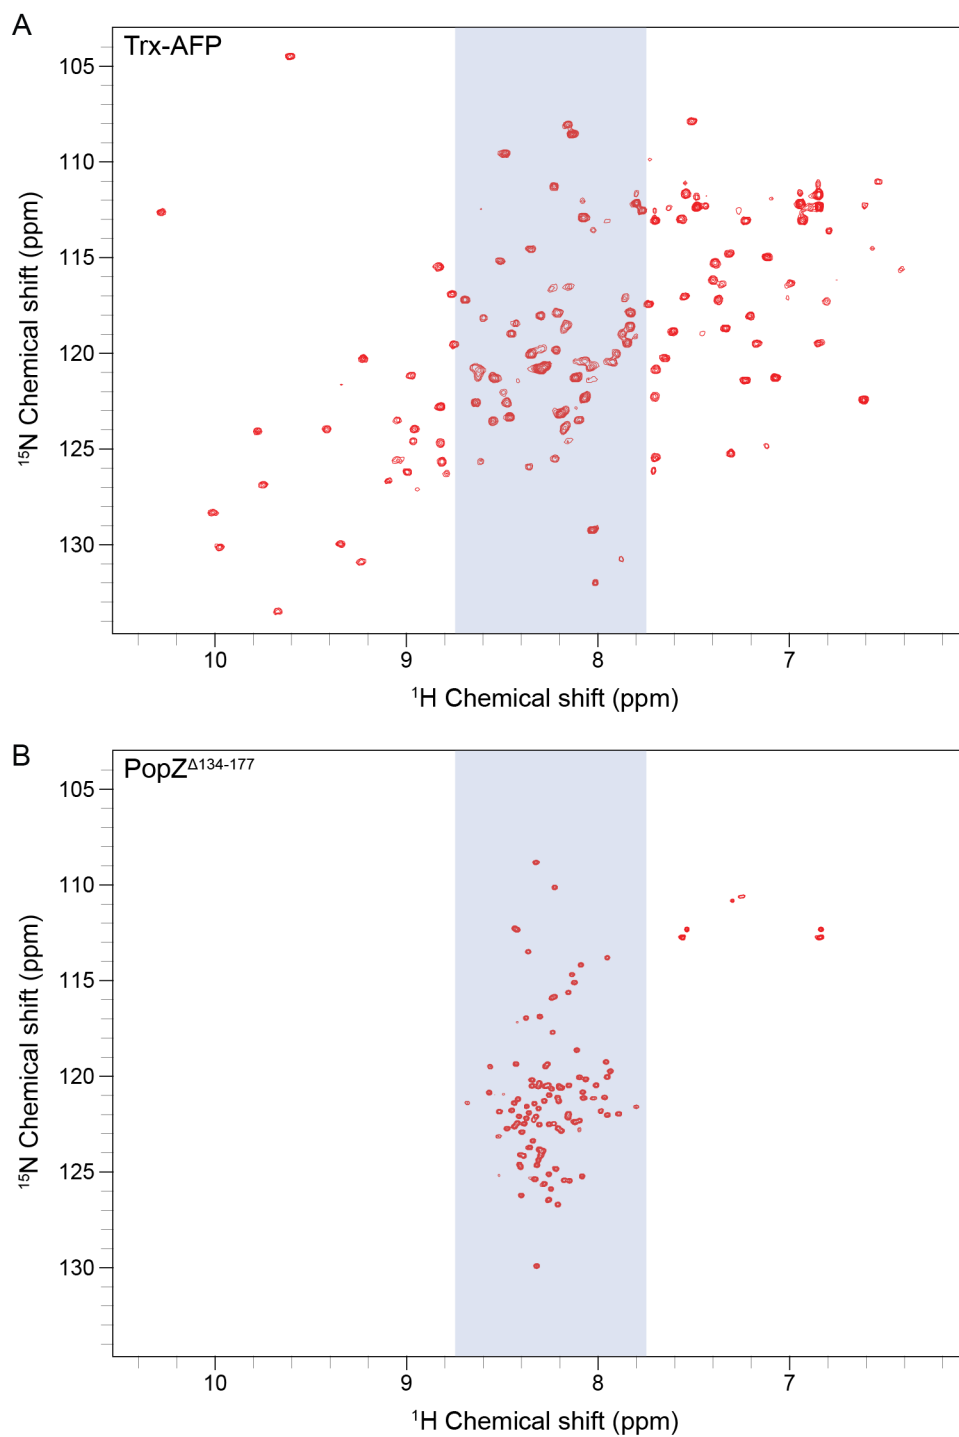 A
Trx-AFP
105
110
115
120
125
130
¹⁵N Chemical shift (ppm)
10 9 8 7
¹H Chemical shift (ppm)
B
PopZ^Δ134-177
105
110
115
120
125
130
¹⁵N Chemical shift (ppm)
10 9 8 7
¹H Chemical shift (ppm)